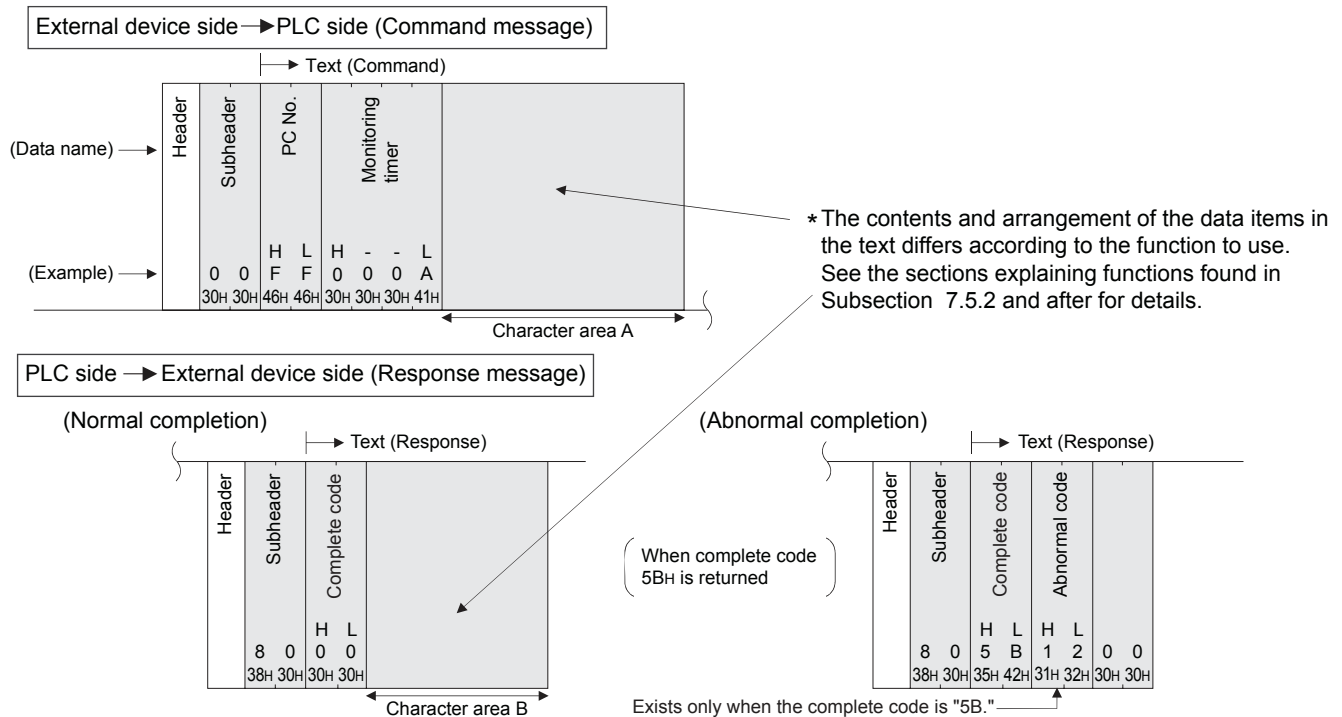 External device side → PLC side (Command message)
Text (Command)
(Data name)
Header
Subheader
PC No.
Monitoring
timer
H L H - - L
(Example)
0 0 F F 0 0 0 A
30H 30H 46H 46H 30H 30H 30H 41H
Character area A
* The contents and arrangement of the data items in
the text differs according to the function to use.
See the sections explaining functions found in
Subsection 7.5.2 and after for details.
PLC side → External device side (Response message)
(Normal completion)
Text (Response)
Header
Subheader
Complete code
H L
8 0 0 0
38H 30H 30H 30H
Character area B
When complete code
5BH is returned
(Abnormal completion)
Text (Response)
Header
Subheader
Complete code
Abnormal code
H L H L
8 0 5 B 1 2 0 0
38H 30H 35H 42H 31H 32H 30H 30H
Exists only when the complete code is "5B."